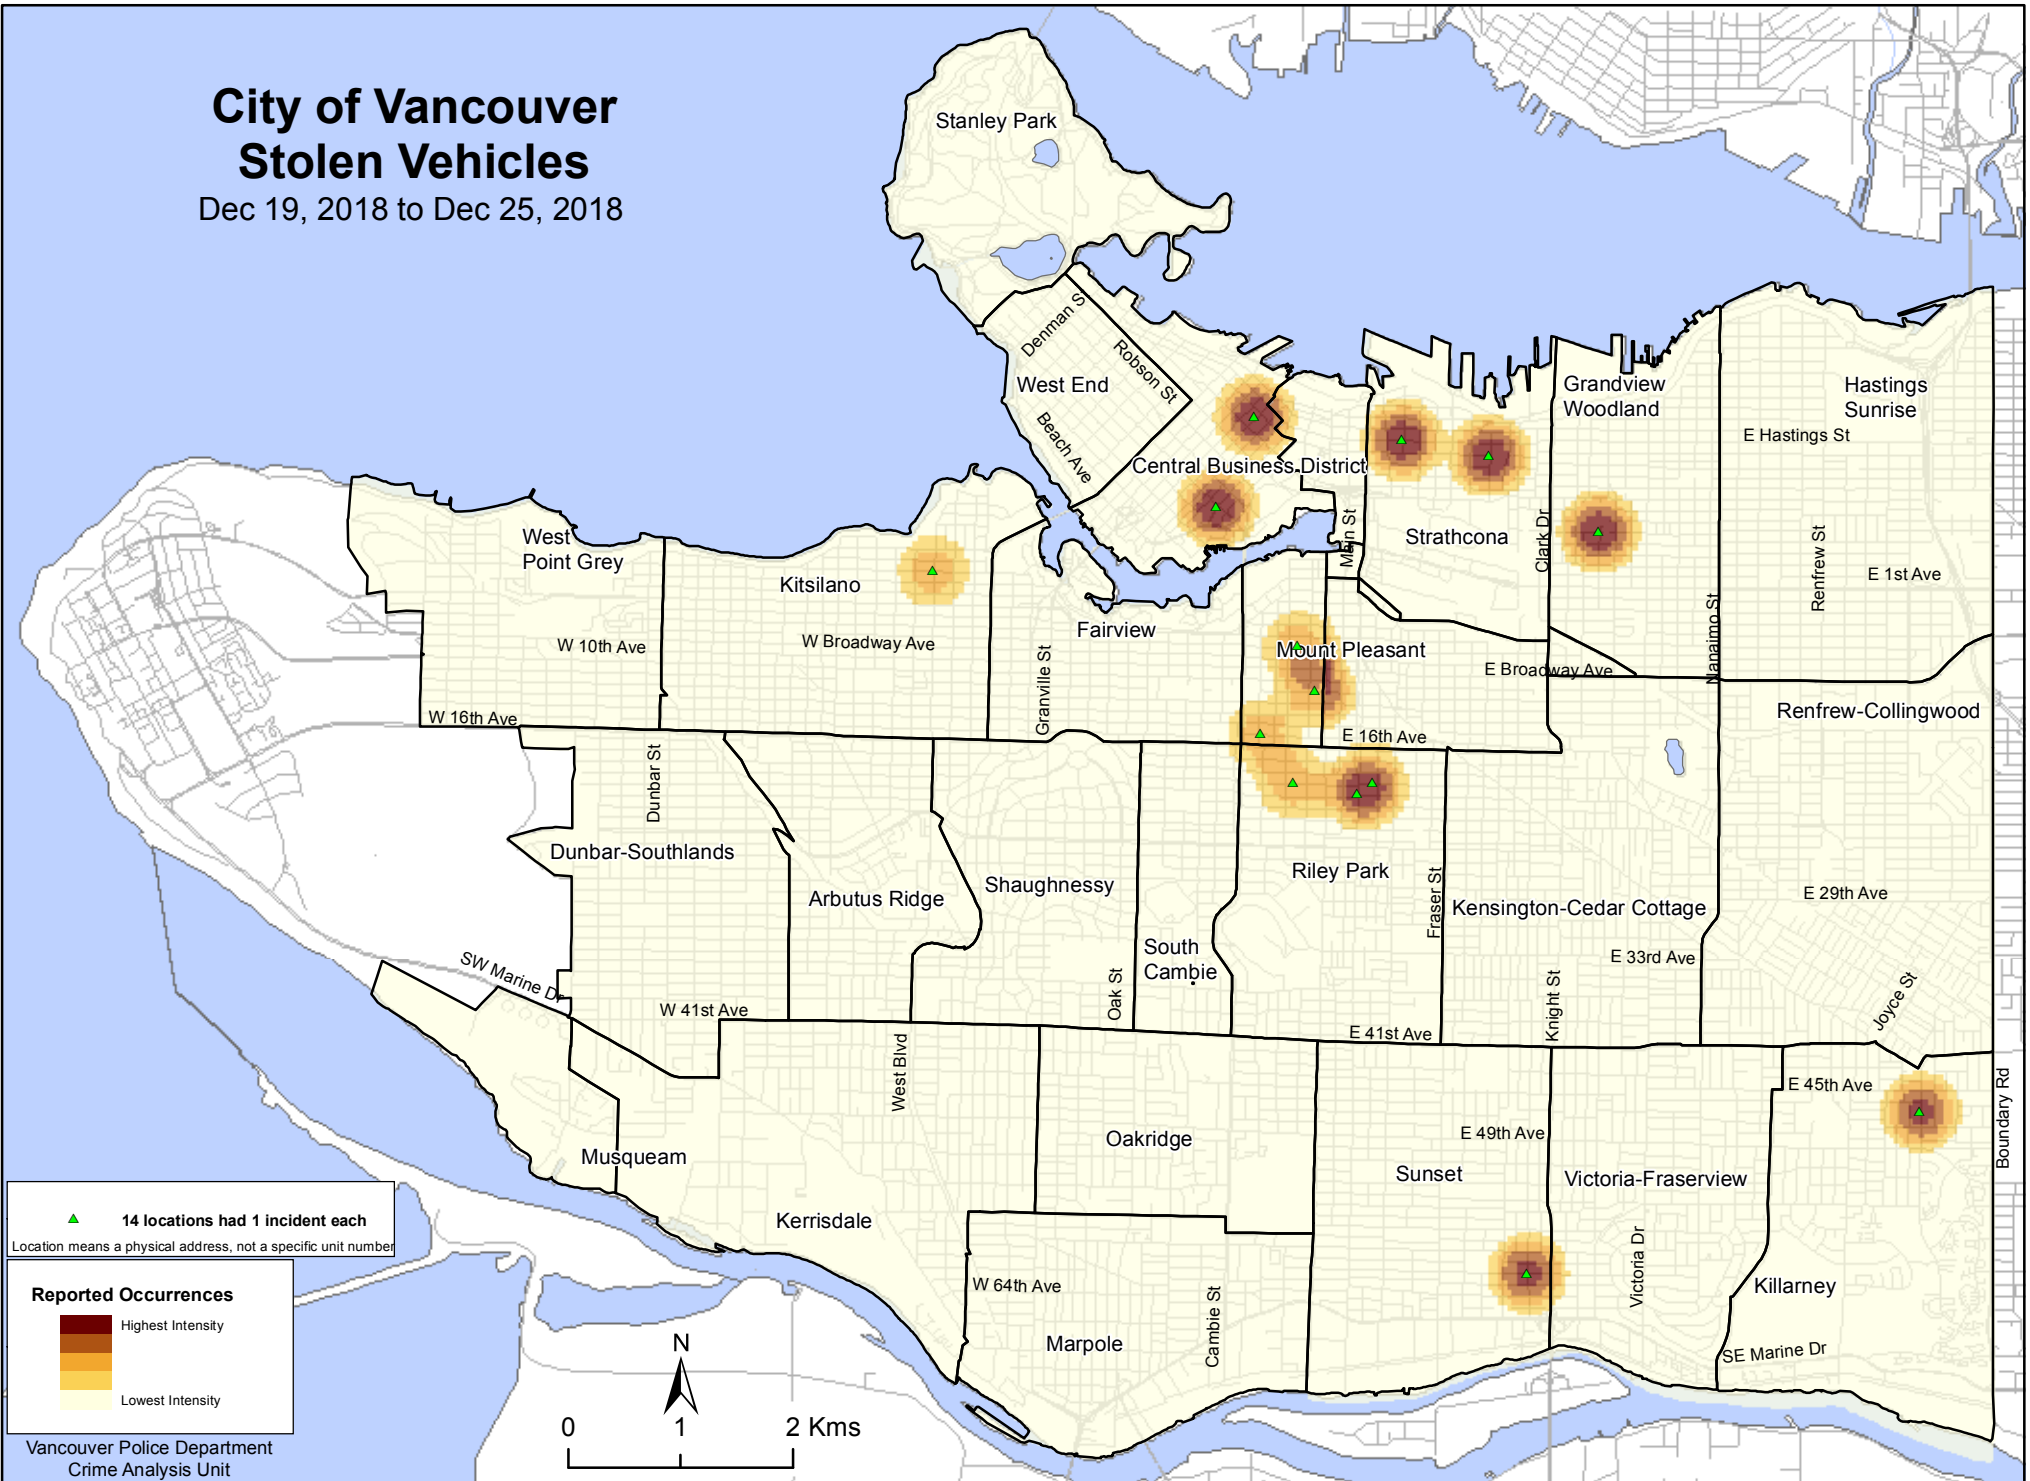 City of Vancouver
Stolen Vehicles
Dec 19, 2018 to Dec 25, 2018
Stanley Park
Denman S
Robson St
West End
Beach Ave
Central Business District
Grandview
Woodland
Hastings
Sunrise
E Hastings St
Main St
Strathcona
Clark Dr
Nanaimo St
Renfrew St
E 1st Ave
West
Point Grey
Kitsilano
W 10th Ave
W Broadway Ave
Fairview
Granville St
Mount Pleasant
E Broadway Ave
W 16th Ave
E 16th Ave
Renfrew-Collingwood
Dunbar St
Dunbar-Southlands
Arbutus Ridge
Shaughnessy
Oak St
South
Cambie
Riley Park
Fraser St
Kensington-Cedar Cottage
E 29th Ave
E 33rd Ave
Knight St
Joyce St
SW Marine Dr
W 41st Ave
E 41st Ave
West Blvd
E 45th Ave
Boundary Rd
Musqueam
Oakridge
E 49th Ave
Sunset
Victoria-Fraserview
Kerrisdale
Victoria Dr
Killarney
W 64th Ave
Cambie St
Marpole
SE Marine Dr
14 locations had 1 incident each
Location means a physical address, not a specific unit number
Reported Occurrences
Highest Intensity
Lowest Intensity
N
0 1 2 Kms
Vancouver Police Department
Crime Analysis Unit